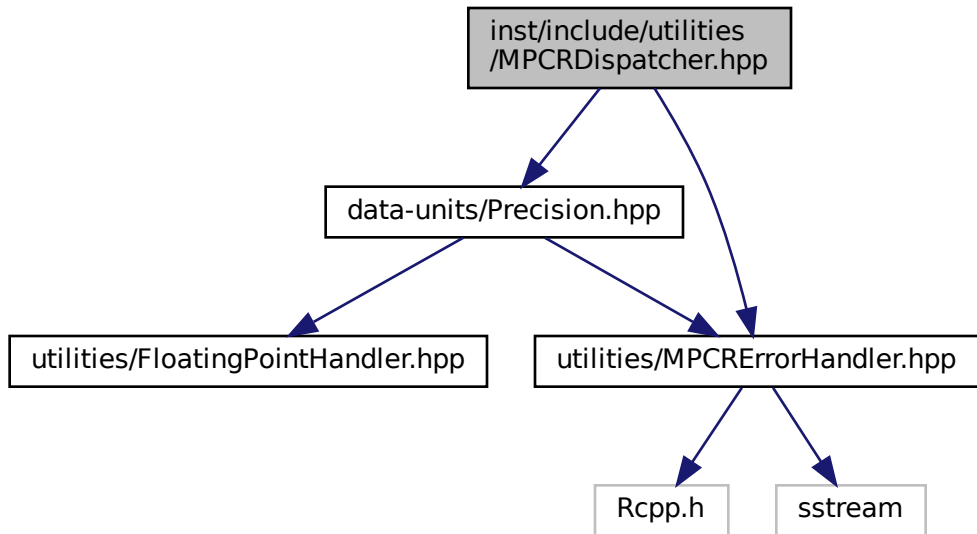 inst/include/utilities
/MPCRDispatcher.hpp
data-units/Precision.hpp
utilities/FloatingPointHandler.hpp
utilities/MPCRErrorHandler.hpp
Rcpp.h
sstream